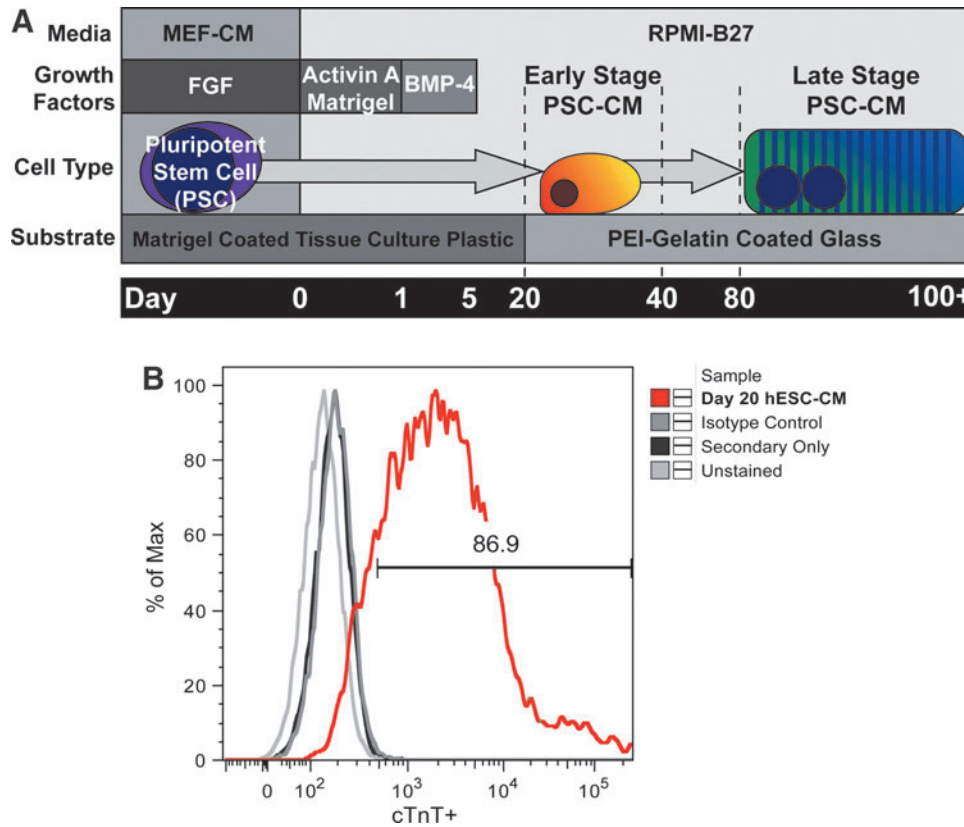 A
Media
MEF-CM
RPMI-B27
Growth
Factors
FGF
Activin A
Matrigel
BMP-4
Early Stage
PSC-CM
Late Stage
PSC-CM
Cell Type
Pluripotent
Stem Cell
(PSC)
Substrate
Matrigel Coated Tissue Culture Plastic
PEI-Gelatin Coated Glass
Day 0 1 5 20 40 80 100+
B
Sample
Day 20 hESC-CM
Isotype Control
Secondary Only
Unstained
% of Max
100
80
60
40
20
0
86.9
0 10² 10³ 10⁴ 10⁵
cTnT+